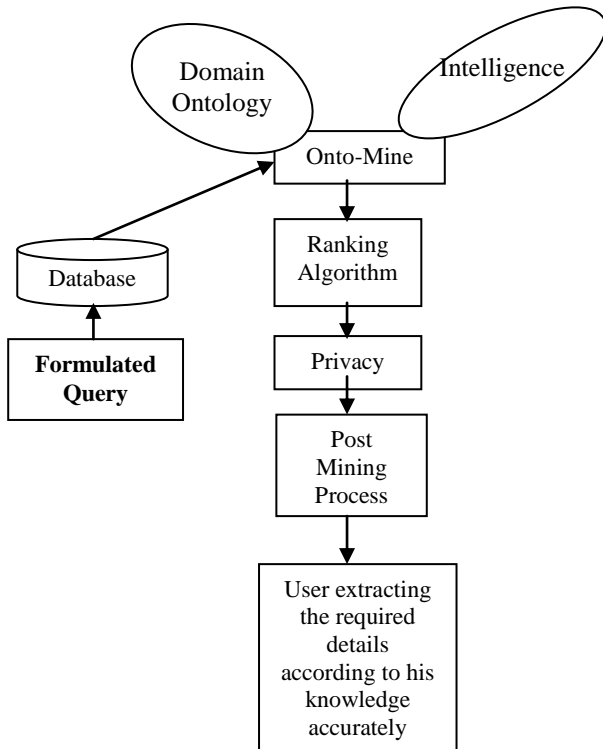 Domain
Ontology
Intelligence
Onto-Mine
Ranking
Algorithm
Database
Formulated
Query
Privacy
Post
Mining
Process
User extracting
the required
details
according to his
knowledge
accurately